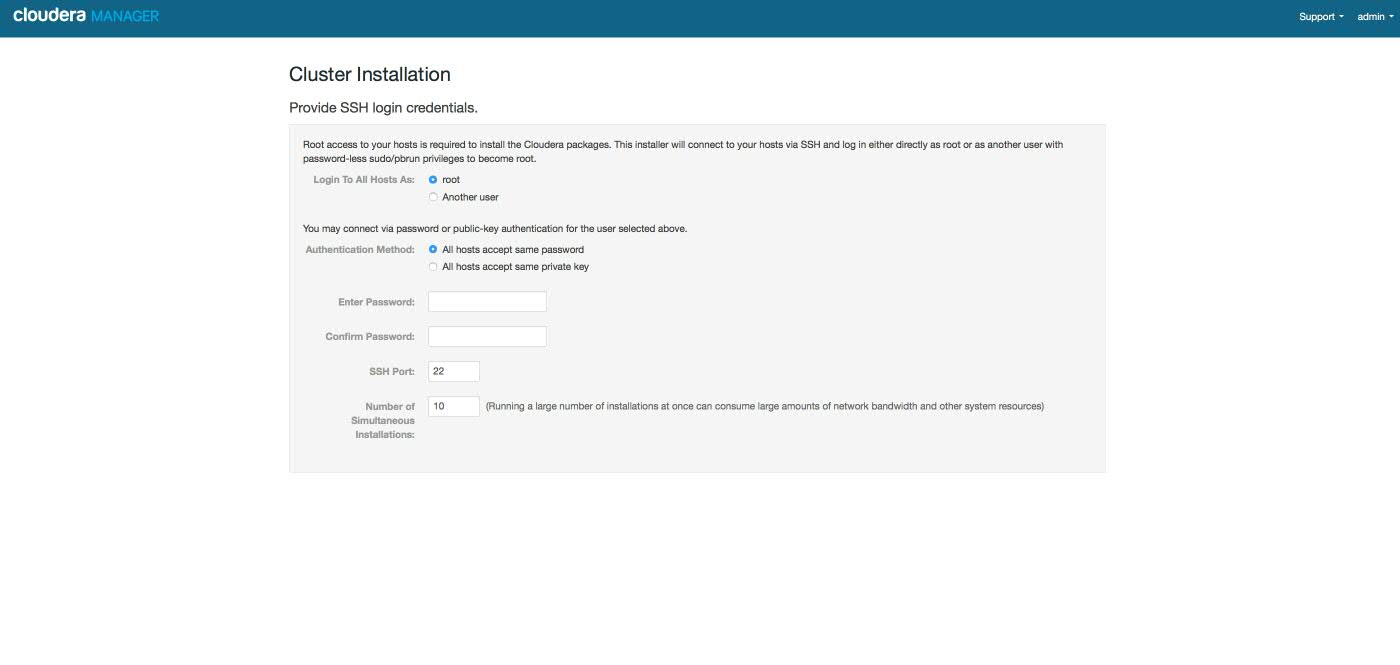 cloudera MANAGER
Support admin
Cluster Installation
Provide SSH login credentials.
Root access to your hosts is required to install the Cloudera packages. This installer will connect to your hosts via SSH and log in either directly as root or as another user with
password-less sudo/pbrun privileges to become root.
Login To All Hosts As: root
Another user
You may connect via password or public-key authentication for the user selected above.
Authentication Method: All hosts accept same password
All hosts accept same private key
Enter Password:
Confirm Password:
SSH Port: 22
Number of 10 (Running a large number of installations at once can consume large amounts of network bandwidth and other system resources)
Simultaneous
Installations: